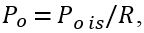 P_o = P_{o is}/R,